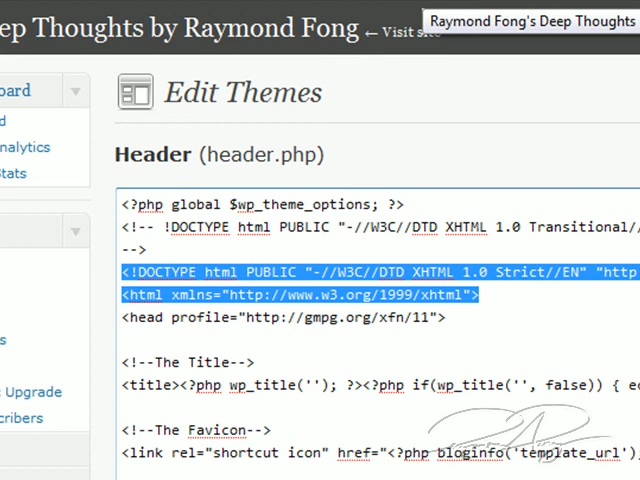 ep Thoughts by Raymond Fong ← Visit site
Raymond Fong's Deep Thoughts
oard
d
nalytics
Stats
s
Upgrade
cribers
Edit Themes
Header (header.php)
<?php global $wp_theme_options; ?>
<!-- !DOCTYPE html PUBLIC "-//W3C//DTD XHTML 1.0 Transitional//
-->
<!DOCTYPE html PUBLIC "-//W3C//DTD XHTML 1.0 Strict//EN" "http
<html xmlns="http://www.w3.org/1999/xhtml">
<head profile="http://gmpg.org/xfn/11">
<!--The Title-->
<title><?php wp_title(''); ?><?php if(wp_title('', false)) { ec
<!--The Favicon-->
<link rel="shortcut icon" href="<?php bloginfo('template_url');